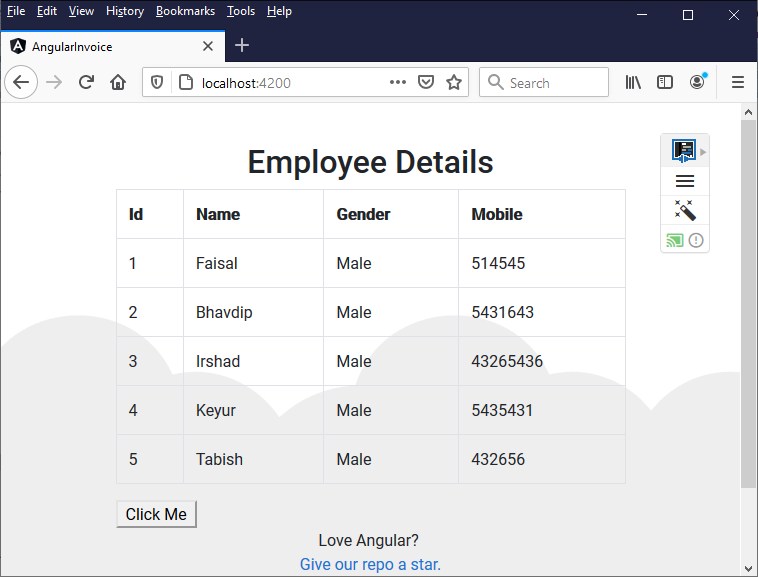 File Edit View History Bookmarks Tools Help
AngularInvoice
localhost:4200
Search
Employee Details
Id Name Gender Mobile
1 Faisal Male 514545
2 Bhavdip Male 5431643
3 Irshad Male 43265436
4 Keyur Male 5435431
5 Tabish Male 432656
Click Me
Love Angular?
Give our repo a star.